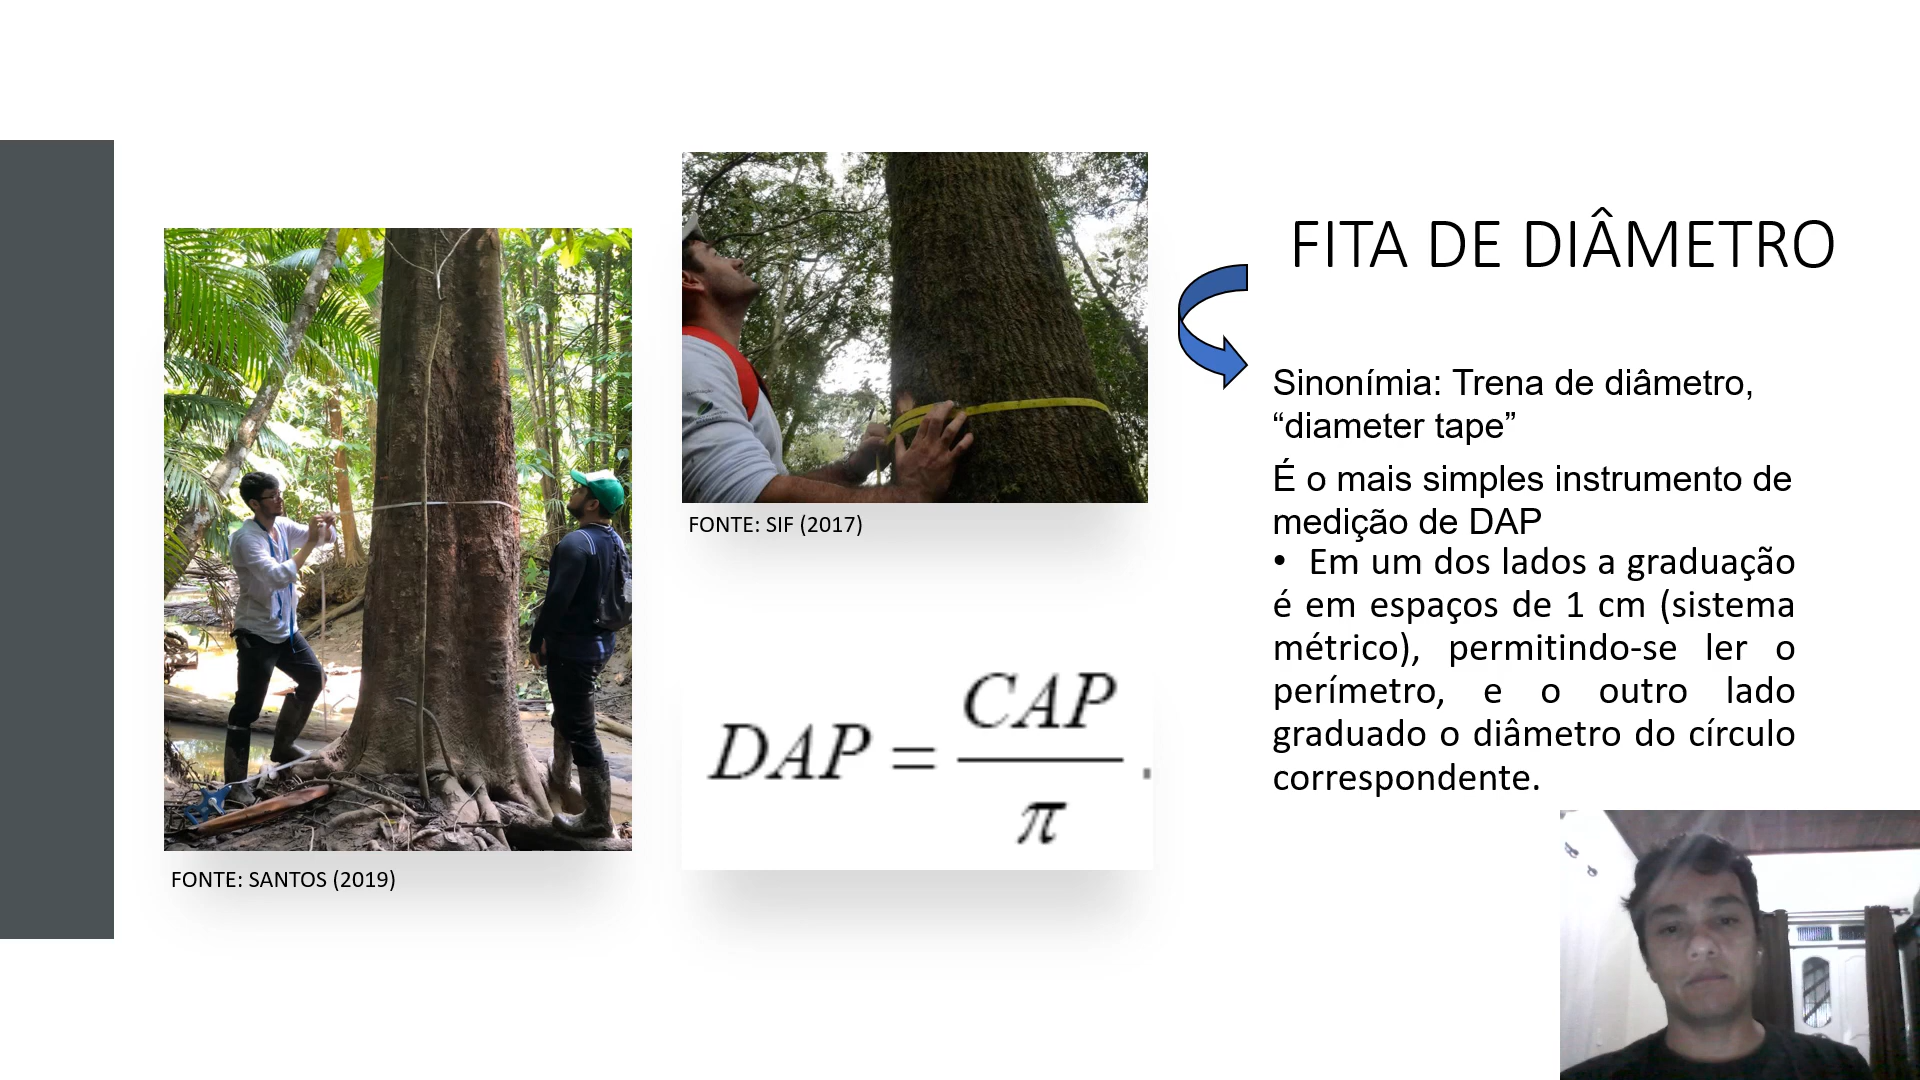 FITA DE DIÂMETRO
Sinonímia: Trena de diâmetro,
“diameter tape”
É o mais simples instrumento de
medição de DAP
• Em um dos lados a graduação
é em espaços de 1 cm (sistema
métrico), permitindo-se ler o
perímetro, e o outro lado
graduado o diâmetro do círculo
correspondente.
FONTE: SIF (2017)
DAP = CAP / π .
FONTE: SANTOS (2019)